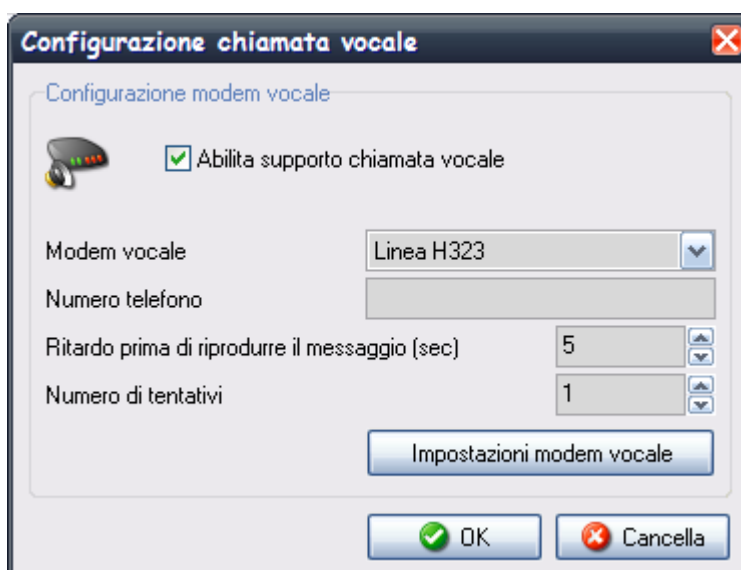 Configurazione chiamata vocale
Configurazione modem vocale
Abilita supporto chiamata vocale
Modem vocale Linea H323
Numero telefono
Ritardo prima di riprodurre il messaggio (sec) 5
Numero di tentativi 1
Impostazioni modem vocale
OK Cancella